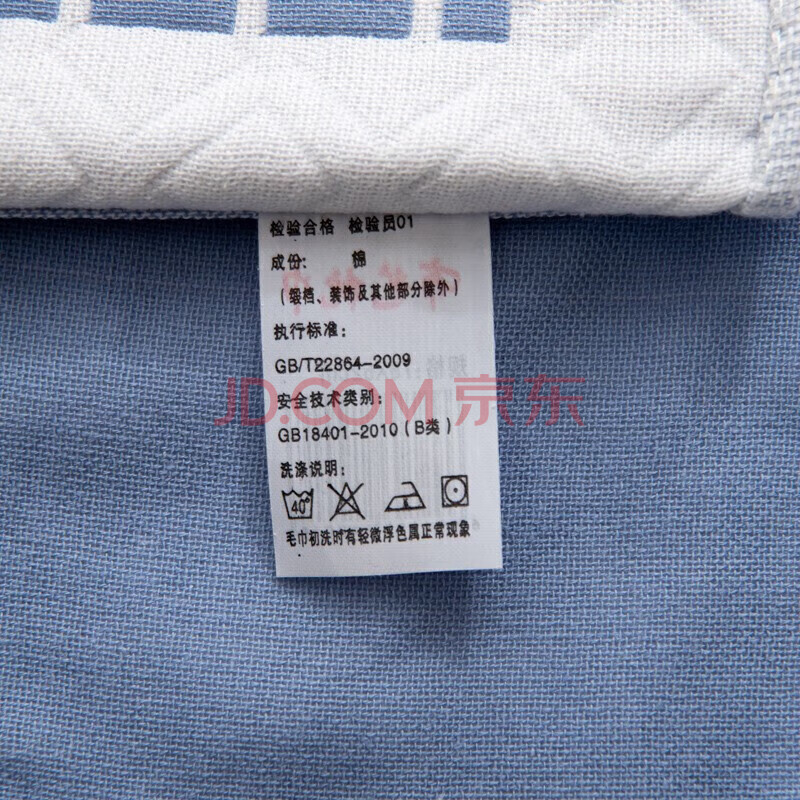 检验合格 检验员01
成份： 棉
（缎档、装饰及其他部分除外）
执行标准：
GB/T22864-2009
JD.COM 京东
安全技术类别：
GB18401-2010（B类）
洗涤说明：
40°
毛巾初洗时有轻微浮色属正常现象